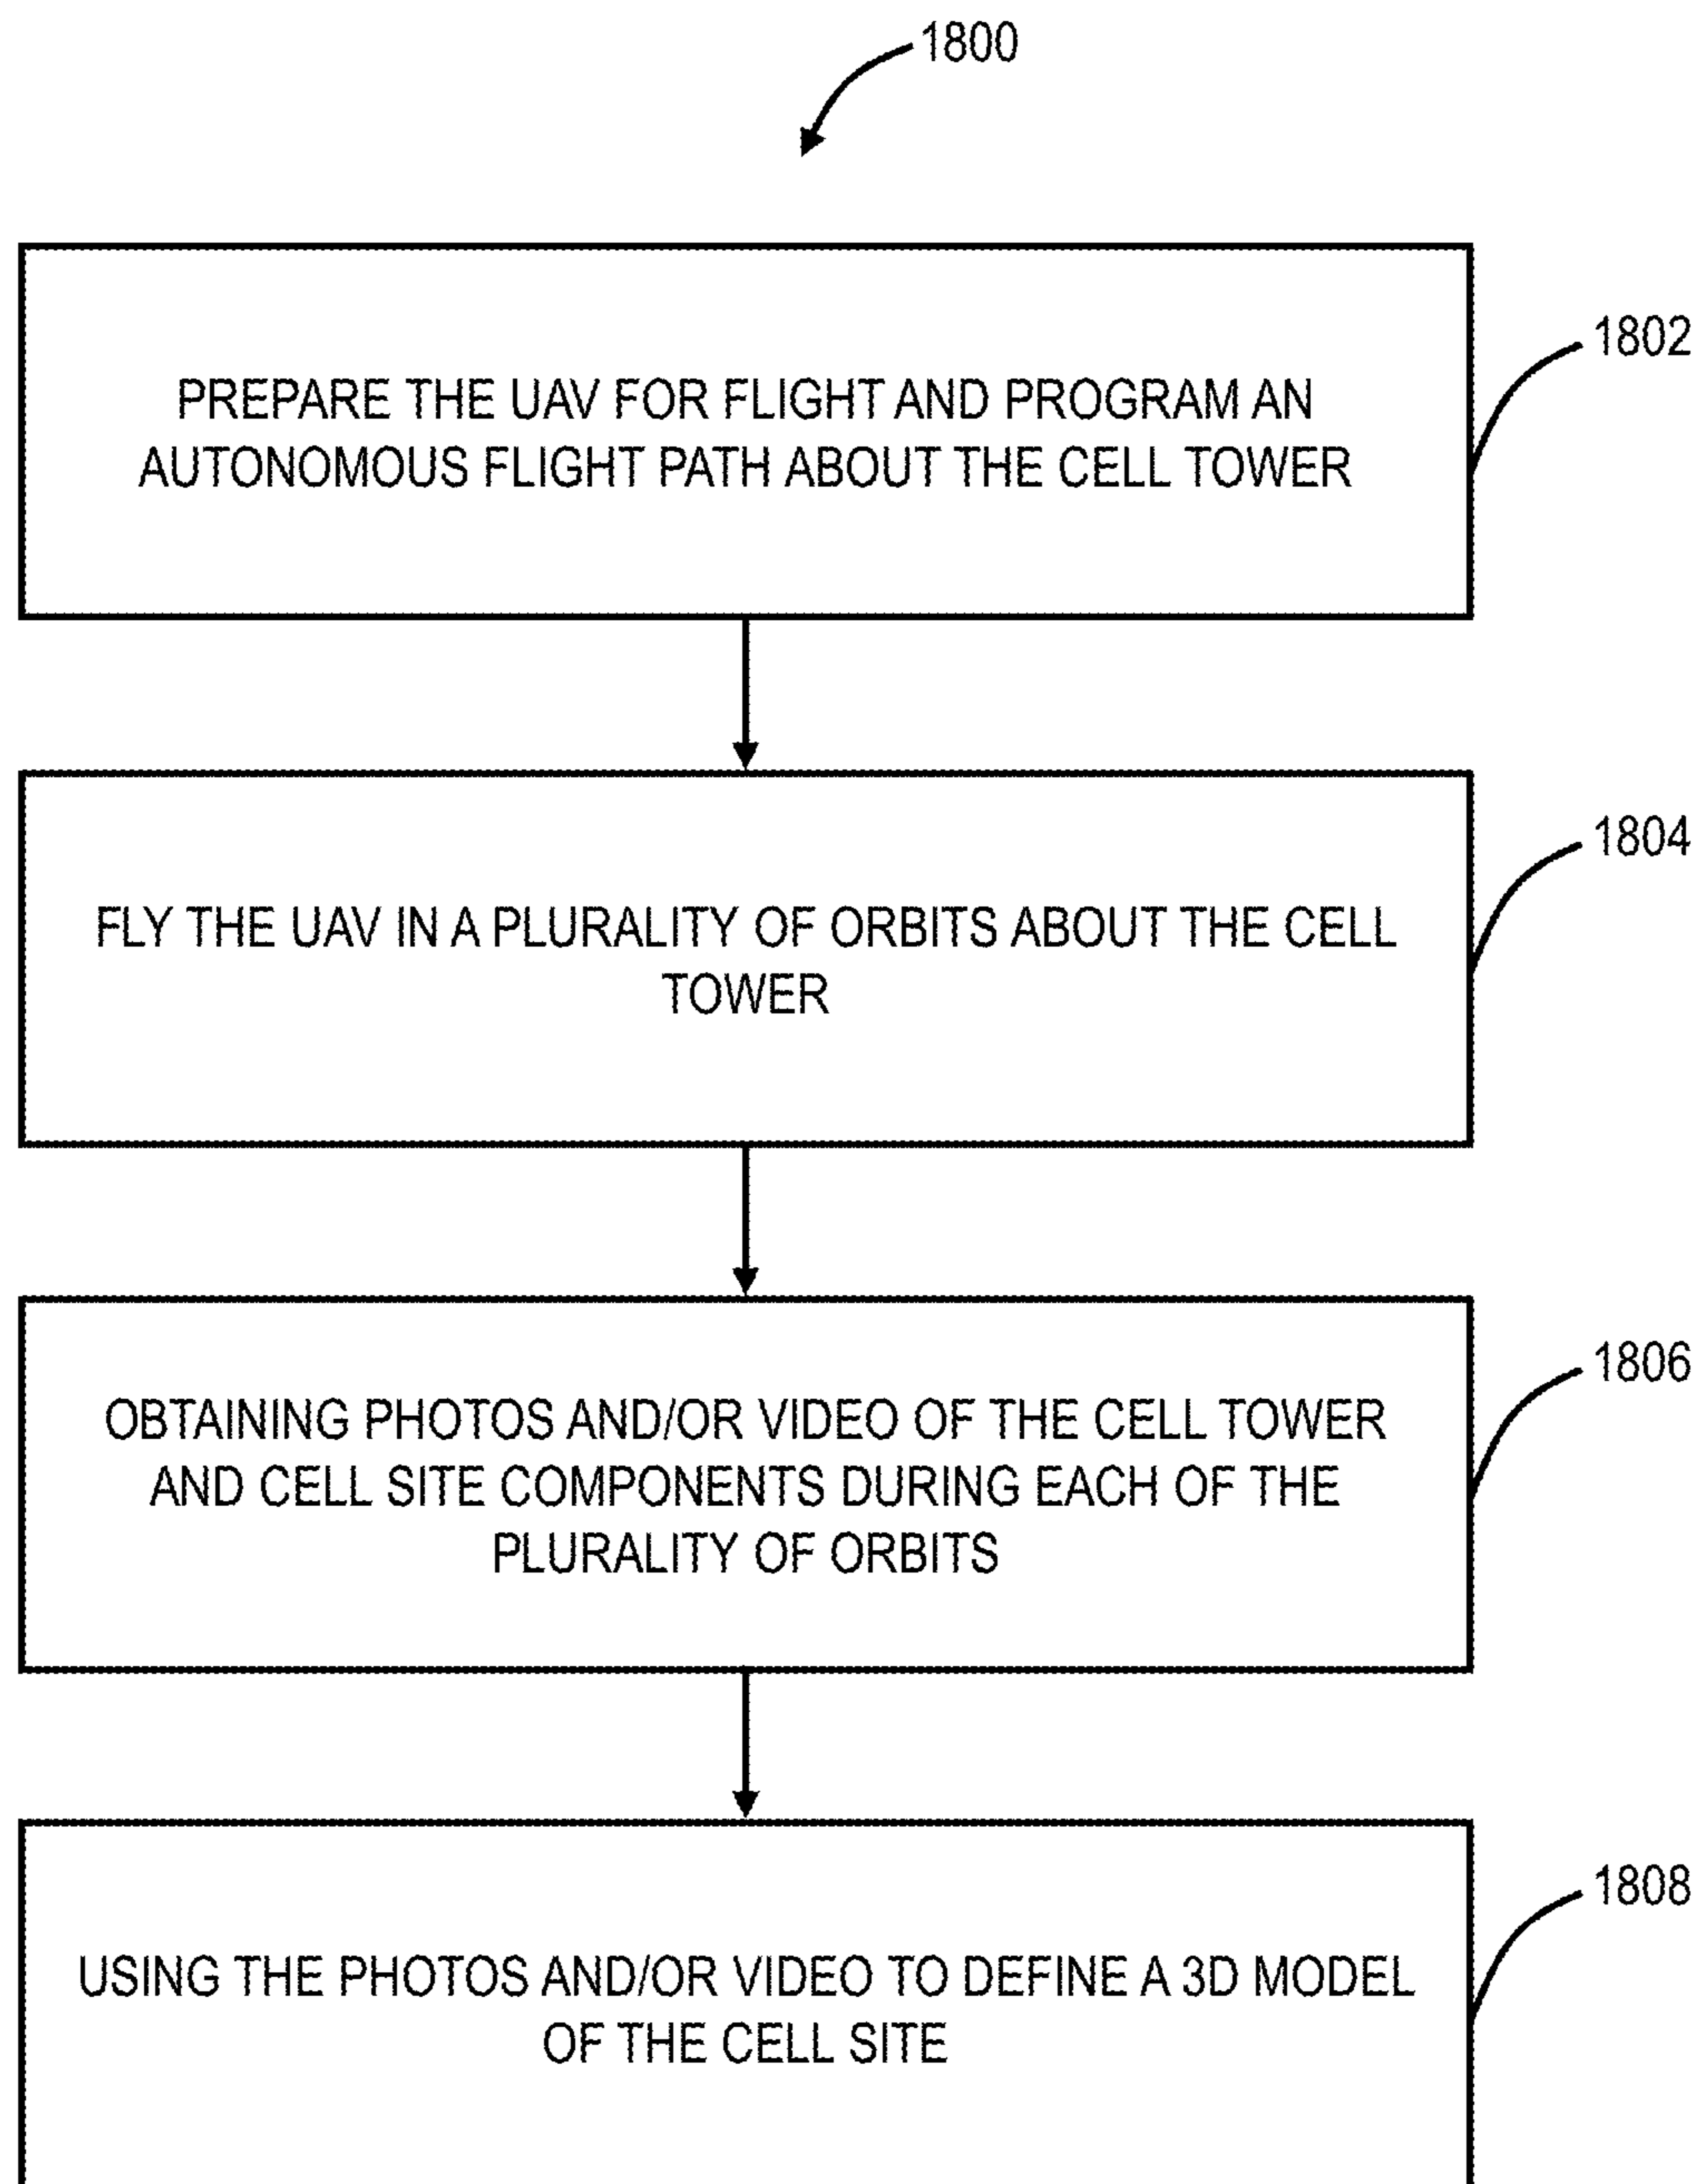 1800
1802
PREPARE THE UAV FOR FLIGHT AND PROGRAM AN
AUTONOMOUS FLIGHT PATH ABOUT THE CELL TOWER
1804
FLY THE UAV IN A PLURALITY OF ORBITS ABOUT THE CELL
TOWER
1806
OBTAINING PHOTOS AND/OR VIDEO OF THE CELL TOWER
AND CELL SITE COMPONENTS DURING EACH OF THE
PLURALITY OF ORBITS
1808
USING THE PHOTOS AND/OR VIDEO TO DEFINE A 3D MODEL
OF THE CELL SITE